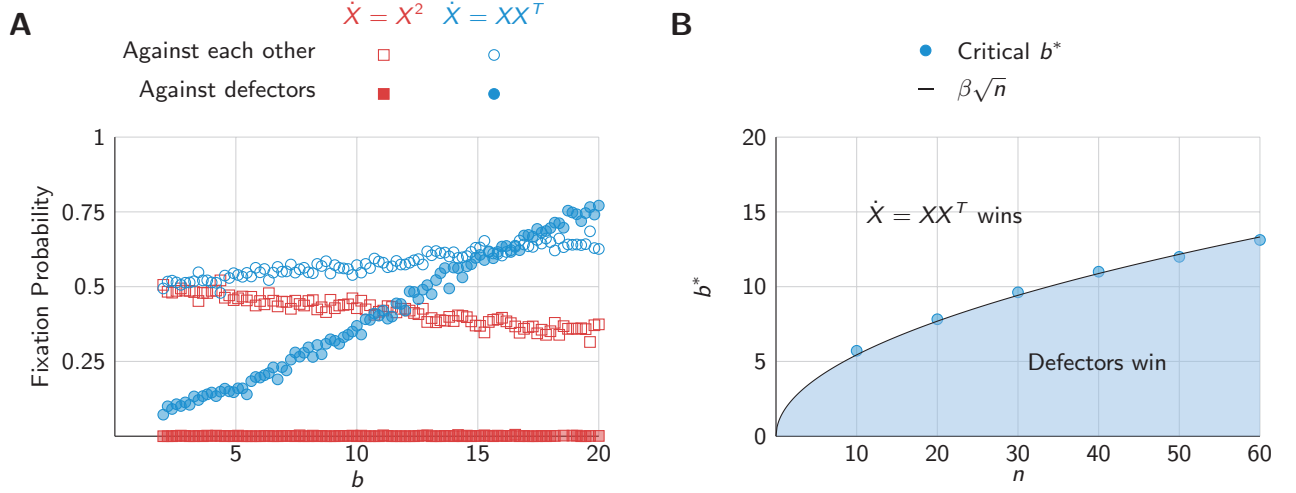 A
Ẋ = X² Ẋ = XXᵀ
Against each other
Against defectors
Fixation Probability
1
0.75
0.5
0.25
5 10 15 20
b
B
Critical b*
β√n
b*
20
15
10
5
0
Ẋ = XXᵀ wins
Defectors win
10 20 30 40 50 60
n